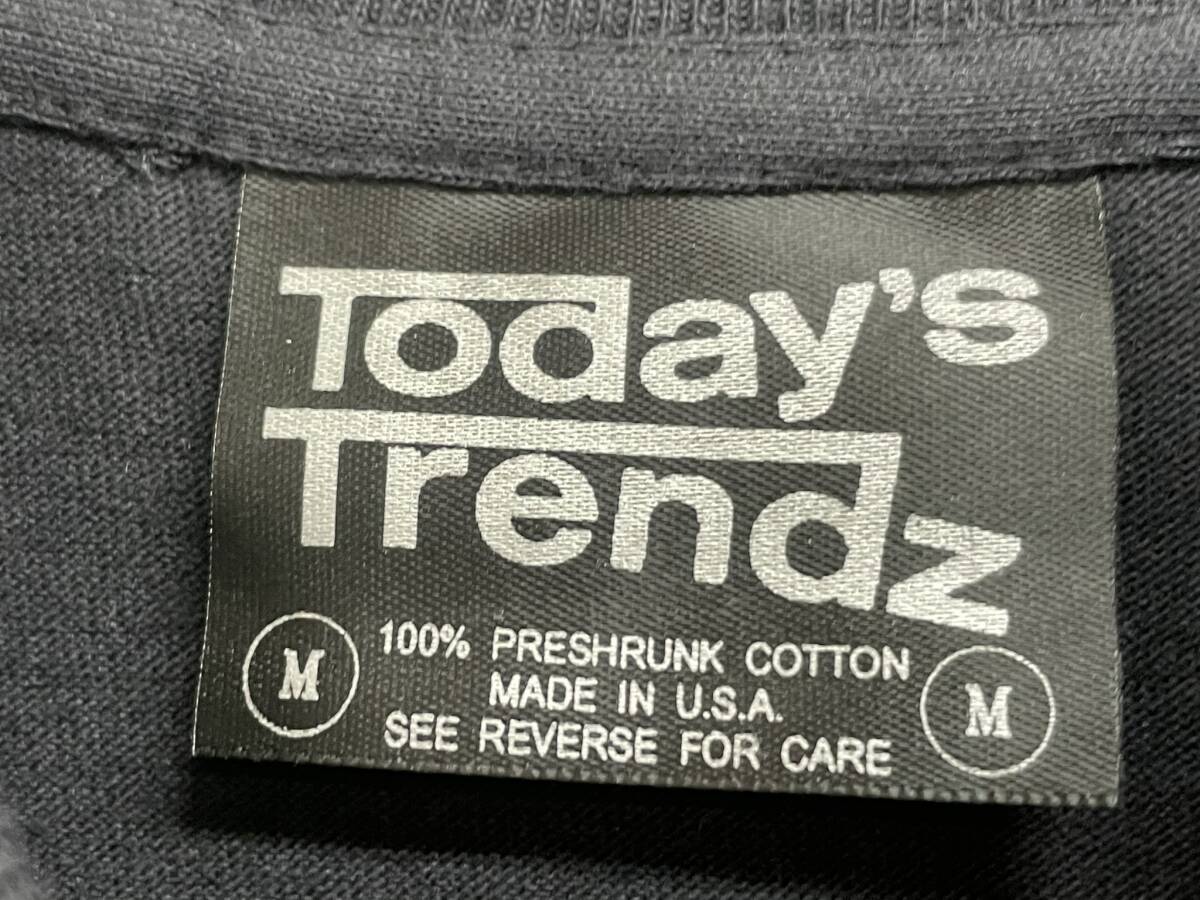 Today's
Trendz
M 100% PRESHRUNK COTTON M
MADE IN U.S.A.
SEE REVERSE FOR CARE